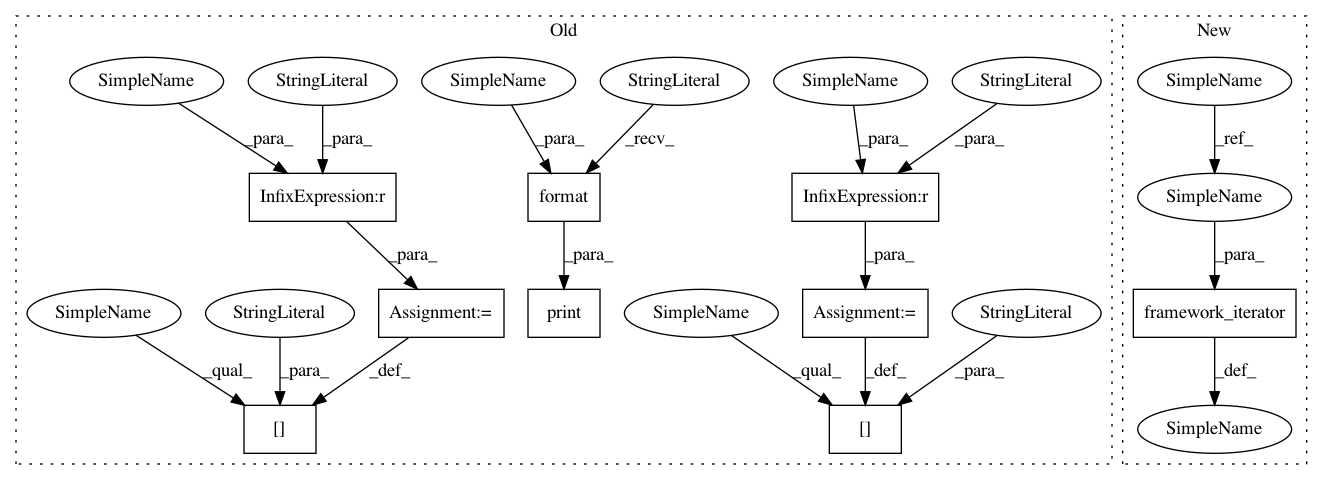 Old
New
SimpleName
StringLiteral
SimpleName
StringLiteral
SimpleName
StringLiteral
SimpleName
_para_
_para_
_para_
_recv_
_para_
_para_
_ref_
InfixExpression:r
format
InfixExpression:r
SimpleName
_para_
_para_
_para_
_para_
SimpleName
StringLiteral
Assignment:=
print
SimpleName
Assignment:=
StringLiteral
framework_iterator
_qual_
_para_
_def_
_qual_
_def_
_para_
_def_
[]
[]
SimpleName